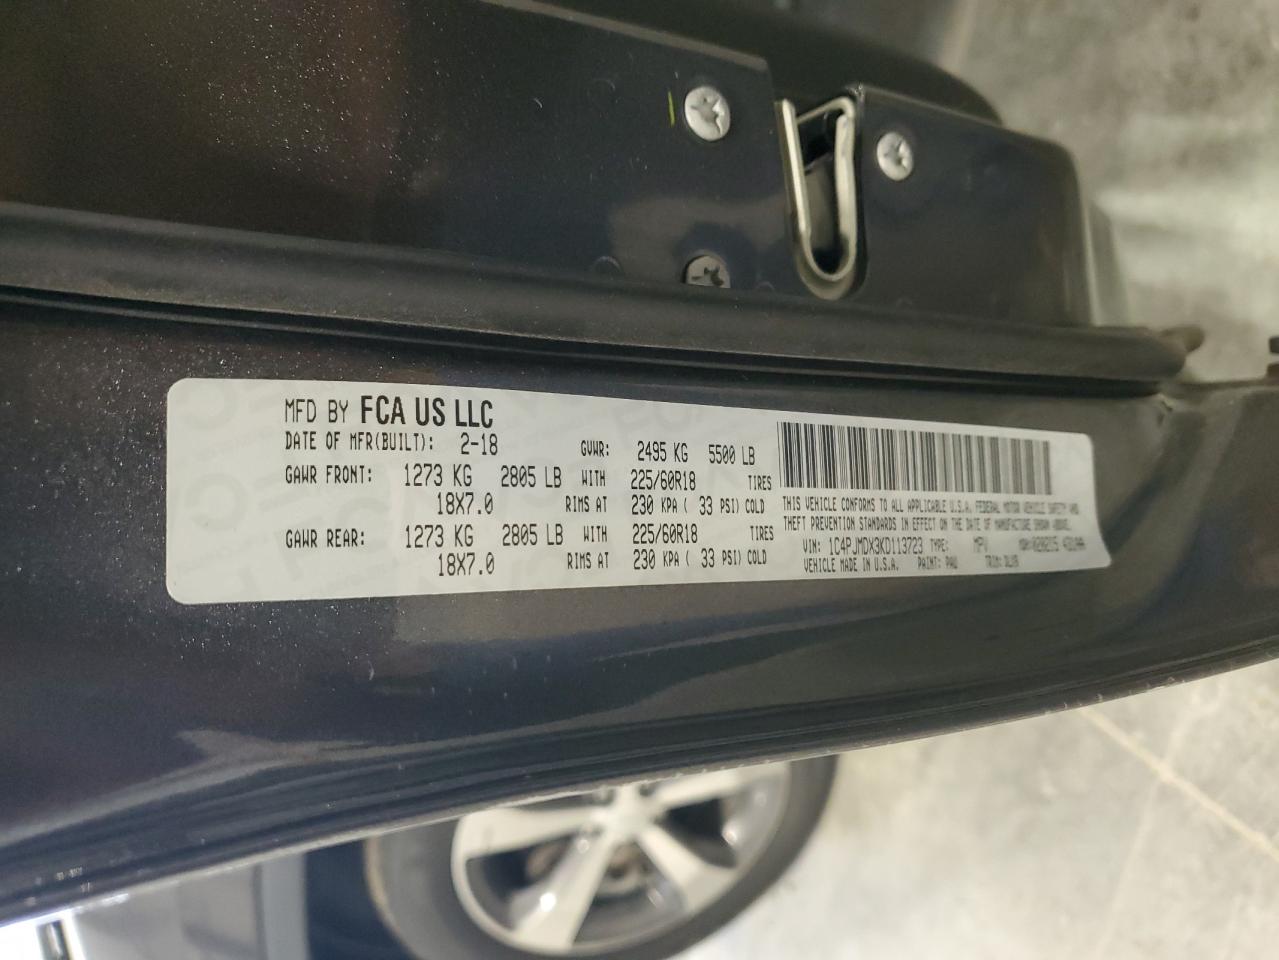 MFD BY FCA US LLC
DATE OF MFR(BUILT): 2-18 GVWR: 2495 KG 5500 LB
GAWR FRONT: 1273 KG 2805 LB WITH 225/60R18 TIRES
18X7.0 RIMS AT 230 KPA ( 33 PSI) COLD
GAWR REAR: 1273 KG 2805 LB WITH 225/60R18 TIRES
18X7.0 RIMS AT 230 KPA ( 33 PSI) COLD
THIS VEHICLE CONFORMS TO ALL APPLICABLE U.S.A. FEDERAL MOTOR VEHICLE SAFETY AND
THEFT PREVENTION STANDARDS IN EFFECT ON THE DATE OF MANUFACTURE SHOWN ABOVE.
VIN: 1C4PJMDX3KD113723 TYPE: MPV
VEHICLE MADE IN U.S.A. PAINT: PAU TRIM: